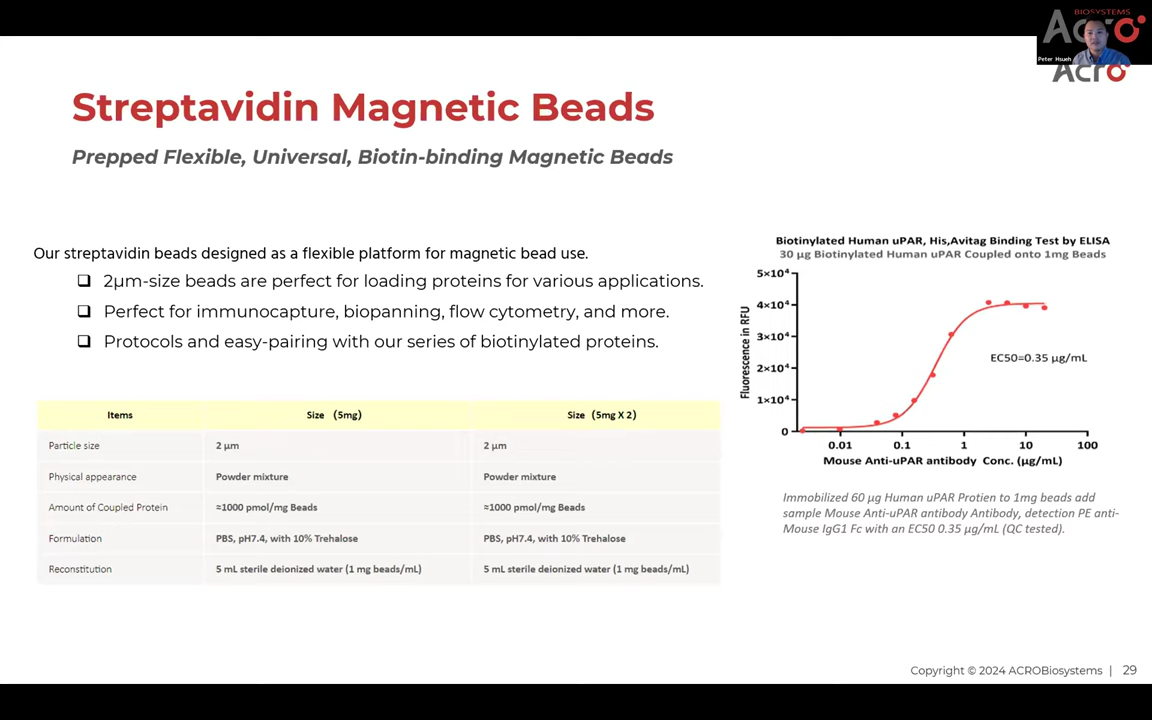 BIOSYSTEMS
Acro
Peter Hsueh
Acro
Streptavidin Magnetic Beads
Prepped Flexible, Universal, Biotin-binding Magnetic Beads
Our streptavidin beads designed as a flexible platform for magnetic bead use.
❑ 2µm-size beads are perfect for loading proteins for various applications.
❑ Perfect for immunocapture, biopanning, flow cytometry, and more.
❑ Protocols and easy-pairing with our series of biotinylated proteins.
Items Size (5mg) Size (5mg X 2)
Particle size 2 µm 2 µm
Physical appearance Powder mixture Powder mixture
Amount of Coupled Protein ≈1000 pmol/mg Beads ≈1000 pmol/mg Beads
Formulation PBS, pH7.4, with 10% Trehalose PBS, pH7.4, with 10% Trehalose
Reconstitution 5 mL sterile deionized water (1 mg beads/mL) 5 mL sterile deionized water (1 mg beads/mL)
Biotinylated Human uPAR, His,Avitag Binding Test by ELISA
30 µg Biotinylated Human uPAR Coupled onto 1mg Beads
Fluorescence in RFU
5×10⁴
4×10⁴
3×10⁴
2×10⁴
1×10⁴
0
EC50=0.35 µg/mL
0.01 0.1 1 10 100
Mouse Anti-uPAR antibody Conc. (µg/mL)
Immobilized 60 µg Human uPAR Protien to 1mg beads add
sample Mouse Anti-uPAR antibody Antibody, detection PE anti-
Mouse IgG1 Fc with an EC50 0.35 µg/mL (QC tested).
Copyright © 2024 ACROBiosystems | 29